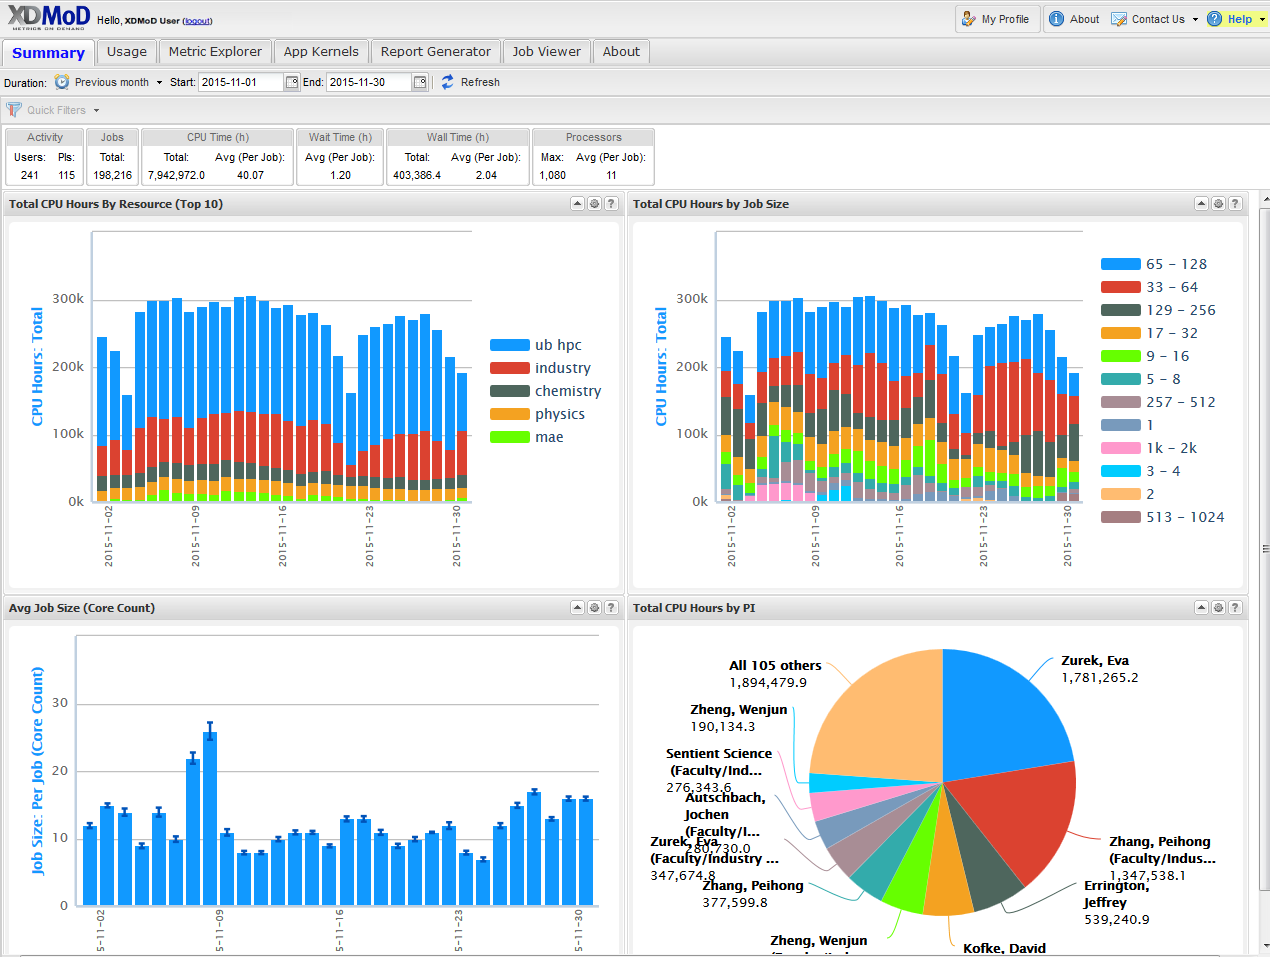 XDMoD
METRICS ON DEMAND
Hello, XDMoD User (logout)
My Profile
About
Contact Us
Help
Summary
Usage
Metric Explorer
App Kernels
Report Generator
Job Viewer
About
Duration: Previous month Start: 2015-11-01 End: 2015-11-30 Refresh
Quick Filters
Activity
Users: PIs:
241 115
Jobs
Total:
198,216
CPU Time (h)
Total: Avg (Per Job):
7,942,972.0 40.07
Wait Time (h)
Avg (Per Job):
1.20
Wall Time (h)
Total: Avg (Per Job):
403,386.4 2.04
Processors
Max: Avg (Per Job):
1,080 11
Total CPU Hours By Resource (Top 10)
CPU Hours: Total
300k
200k
100k
0k
2015-11-02
2015-11-09
2015-11-16
2015-11-23
2015-11-30
ub hpc
industry
chemistry
physics
mae
Total CPU Hours by Job Size
CPU Hours: Total
300k
200k
100k
0k
2015-11-02
2015-11-09
2015-11-16
2015-11-23
2015-11-30
65 - 128
33 - 64
129 - 256
17 - 32
9 - 16
5 - 8
257 - 512
1
1k - 2k
3 - 4
2
513 - 1024
Avg Job Size (Core Count)
Job Size: Per Job (Core Count)
30
20
10
0
5-11-02
5-11-09
5-11-16
5-11-23
5-11-30
Total CPU Hours by PI
Zurek, Eva
1,781,265.2
Zhang, Peihong
(Faculty/Indus...
1,347,538.1
Errington,
Jeffrey
539,240.9
Kofke, David
Zheng, Wenjun
Zhang, Peihong
377,599.8
Zurek, Eva
(Faculty/Industry ...
347,674.8
Autschbach,
Jochen
(Faculty/I...
280,730.0
Sentient Science
(Faculty/Ind...
276,343.6
Zheng, Wenjun
190,134.3
All 105 others
1,894,479.9